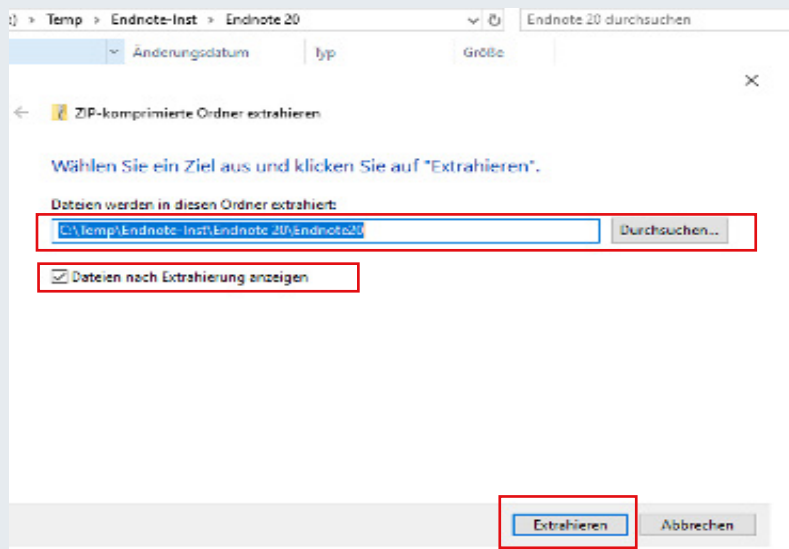 :) > Temp > Endnote-Inst > Endnote 20
Endnote 20 durchsuchen
Änderungsdatum Typ Größe
ZIP-komprimierte Ordner extrahieren
Wählen Sie ein Ziel aus und klicken Sie auf "Extrahieren".
Dateien werden in diesen Ordner extrahiert:
C:\Temp\Endnote-Inst\Endnote 20\Endnote20
Durchsuchen...
Dateien nach Extrahierung anzeigen
Extrahieren Abbrechen